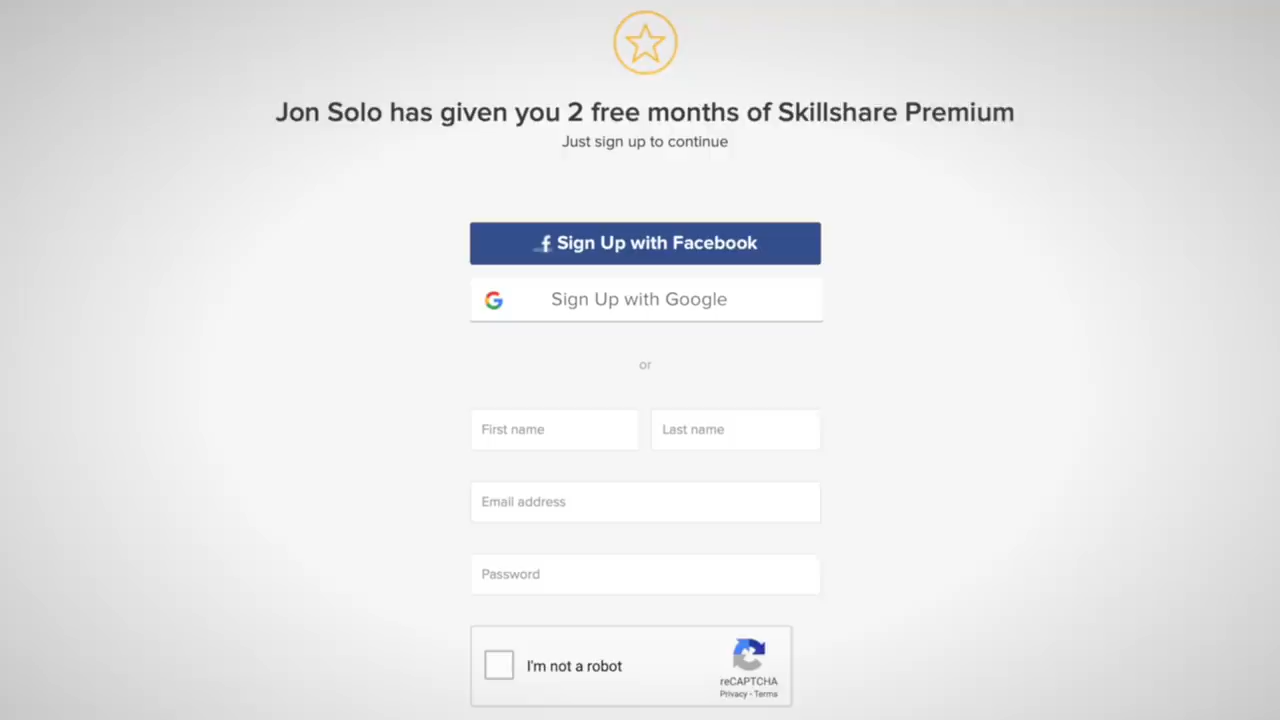 Jon Solo has given you 2 free months of Skillshare Premium
Just sign up to continue
f Sign Up with Facebook
Sign Up with Google
or
First name Last name
Email address
Password
I'm not a robot
reCAPTCHA
Privacy - Terms